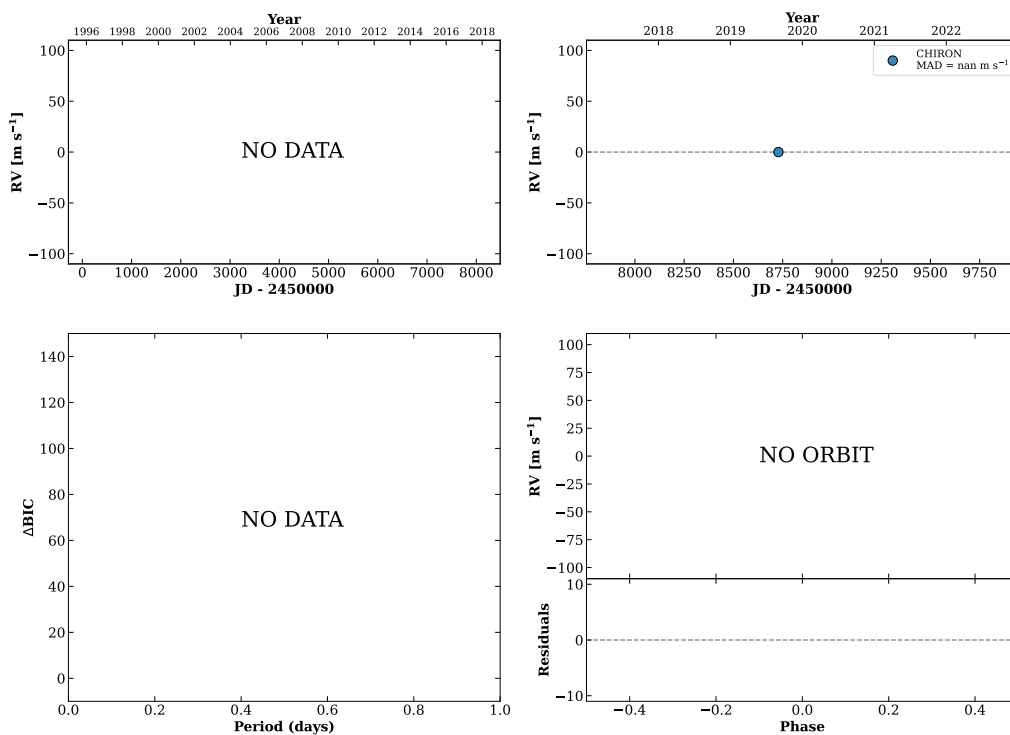 Year
1996 1998 2000 2002 2004 2006 2008 2010 2012 2014 2016 2018
100
50
0
−50
−100
RV [m s⁻¹]
NO DATA
0 1000 2000 3000 4000 5000 6000 7000 8000
JD - 2450000
Year
2018 2019 2020 2021 2022
CHIRON
MAD = nan m s⁻¹
100
50
0
−50
−100
RV [m s⁻¹]
8000 8250 8500 8750 9000 9250 9500 9750
JD - 2450000
140
120
100
80
60
40
20
0
ΔBIC
NO DATA
0.0 0.2 0.4 0.6 0.8 1.0
Period (days)
100
75
50
25
0
−25
−50
−75
−100
RV [m s⁻¹]
NO ORBIT
10
0
−10
Residuals
−0.4 −0.2 0.0 0.2 0.4
Phase